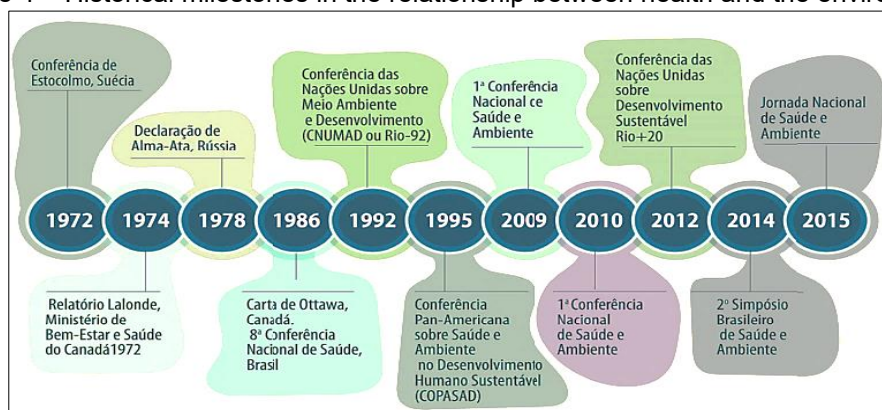 Historical milestones in the relationship between health and the
Conferência de
Estocolmo, Suécia
Declaração de
Alma-Ata, Rússia
Conferência das
Nações Unidas sobre
Meio Ambiente
e Desenvolvimento
(CNUMAD ou Rio-92)
1ª Conferência
Nacional ce
Saúde e
Ambiente
Conferência das
Nações Unidas
sobre
Desenvolvimento
Sustentável
Rio+20
Jornada Nacional
de Saúde e
Ambiente
1972 1974 1978 1986 1992 1995 2009 2010 2012 2014 2015
Relatório Lalonde,
Ministério de
Bem-Estar e Saúde
do Canadá1972
Carta de Ottawa,
Canadá.
8ª Conferência
Nacional de Saúde,
Brasil
Conferência
Pan-Americana
sobre Saúde e
Ambiente
no Desenvolvimento
Humano Sustentável
(COPASAD)
1ª Conferência
Nacional
de Saúde e
Ambiente
2º Simpósio
Brasileiro
de Saúde e
Ambiente